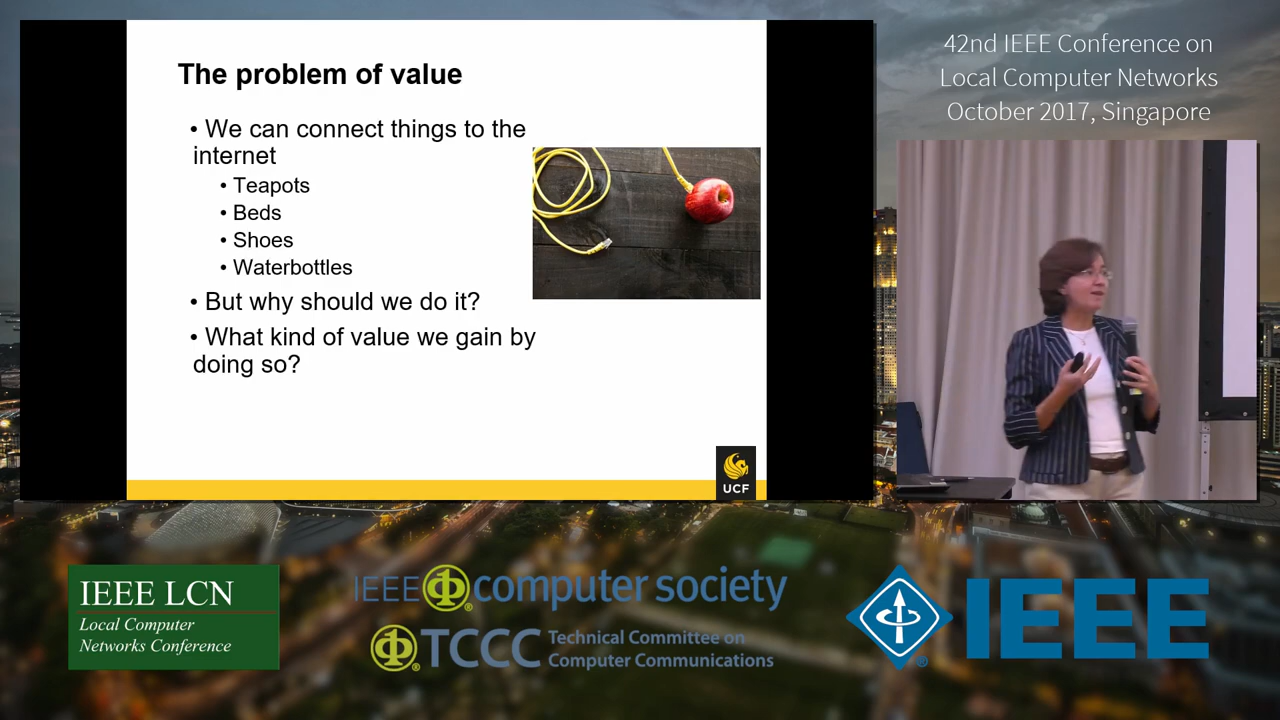 The problem of value
• We can connect things to the
internet
• Teapots
• Beds
• Shoes
• Waterbottles
• But why should we do it?
• What kind of value we gain by
doing so?
UCF
42nd IEEE Conference on
Local Computer Networks
October 2017, Singapore
IEEE LCN
Local Computer
Networks Conference
IEEE computer society
TCCC Technical Committee on
Computer Communications
IEEE